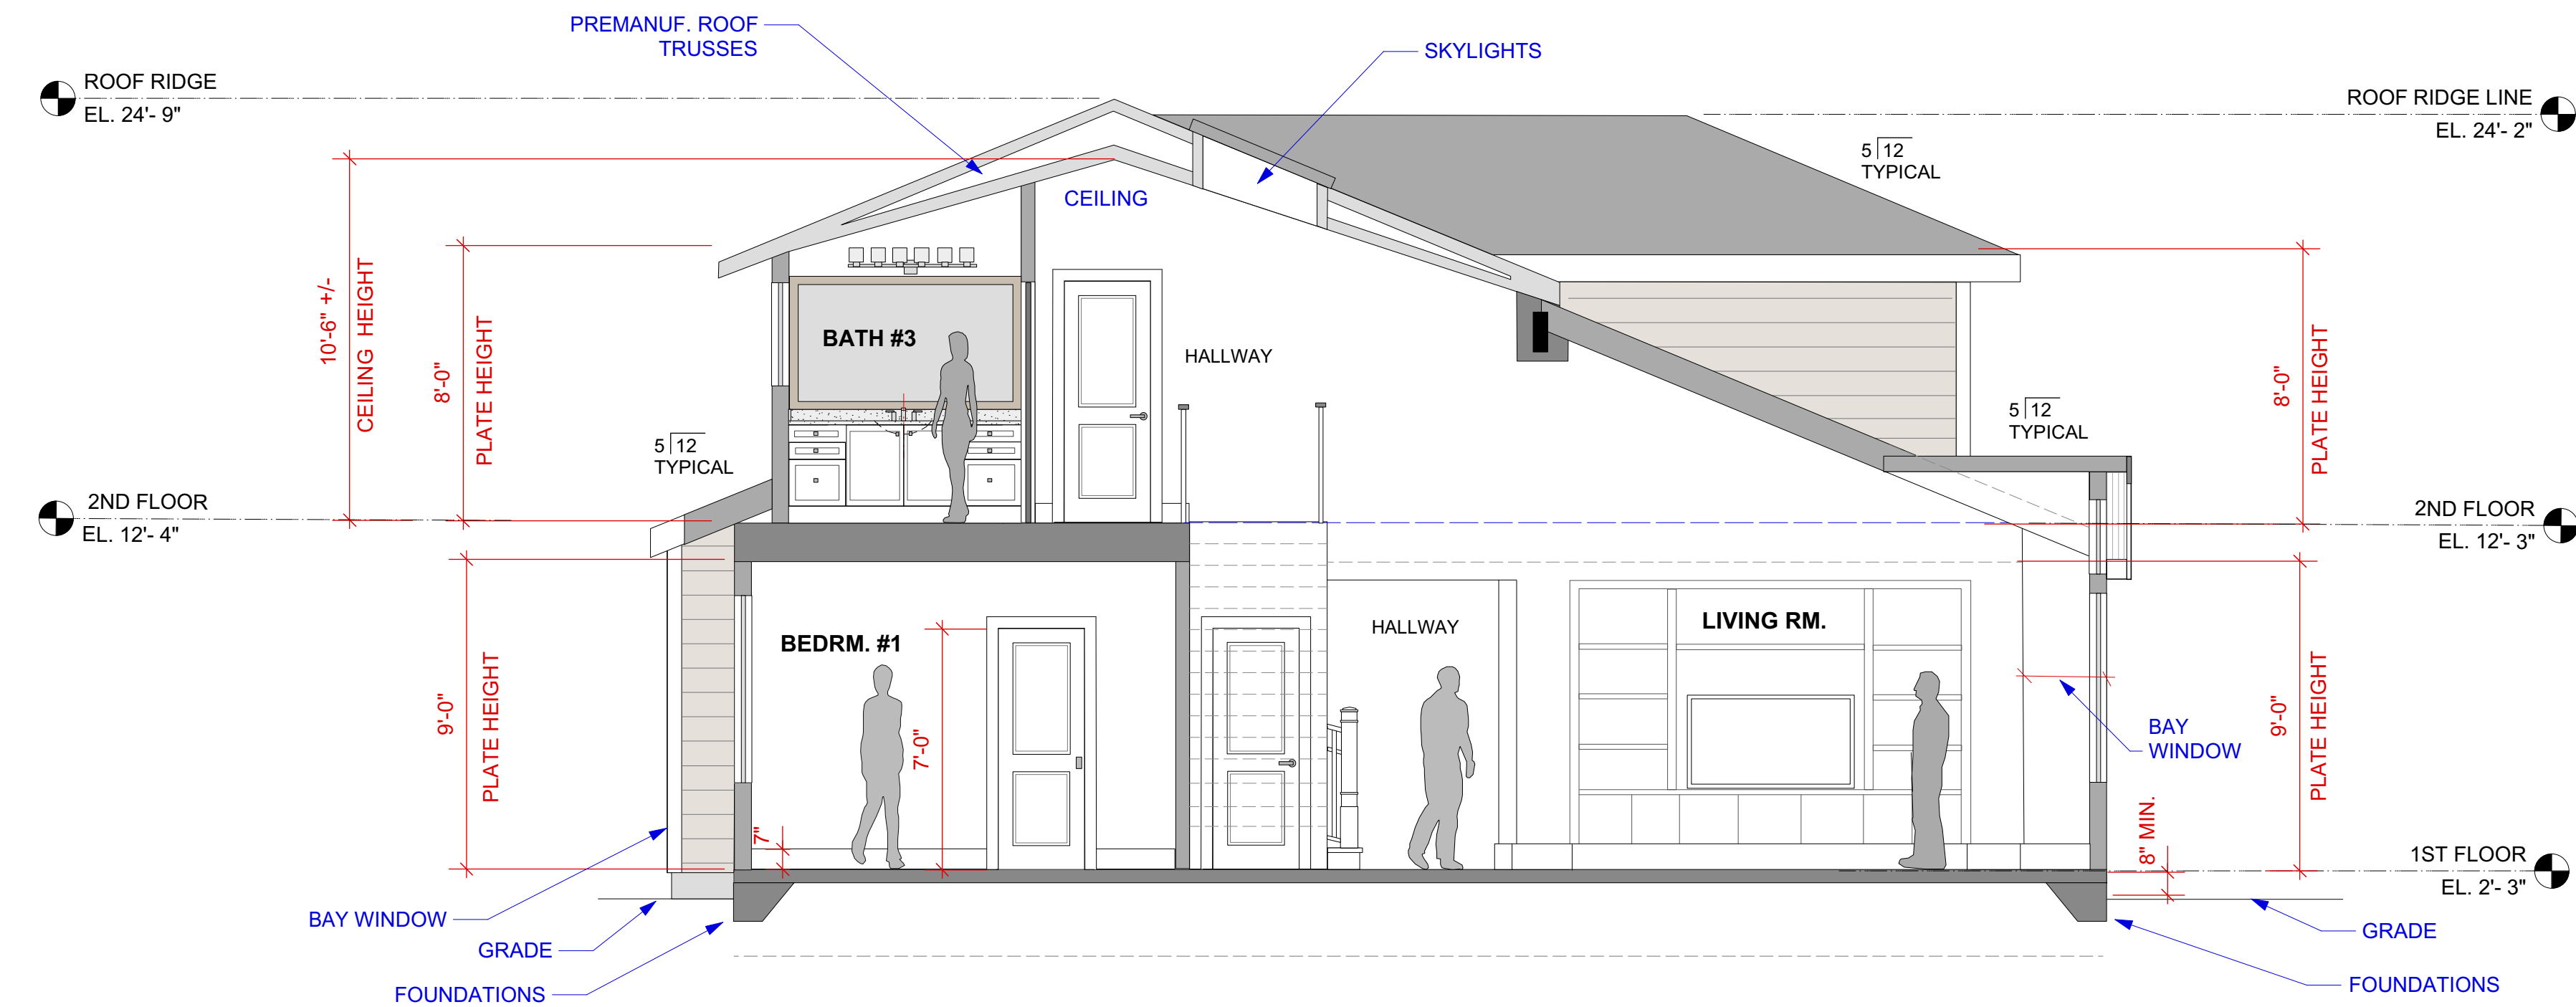 PREMANUF. ROOF
TRUSSES
SKYLIGHTS
ROOF RIDGE
EL. 24'- 9"
ROOF RIDGE LINE
EL. 24'- 2"
5 12
TYPICAL
CEILING
10'-6" +/-
CEILING HEIGHT
8'-0"
PLATE HEIGHT
BATH #3
HALLWAY
8'-0"
PLATE HEIGHT
5 12
TYPICAL
5 12
TYPICAL
2ND FLOOR
EL. 12'- 4"
2ND FLOOR
EL. 12'- 3"
9'-0"
PLATE HEIGHT
BEDRM. #1
7'-0"
7"
HALLWAY
LIVING RM.
BAY
WINDOW
9'-0"
PLATE HEIGHT
8" MIN.
1ST FLOOR
EL. 2'- 3"
BAY WINDOW
GRADE
FOUNDATIONS
GRADE
FOUNDATIONS